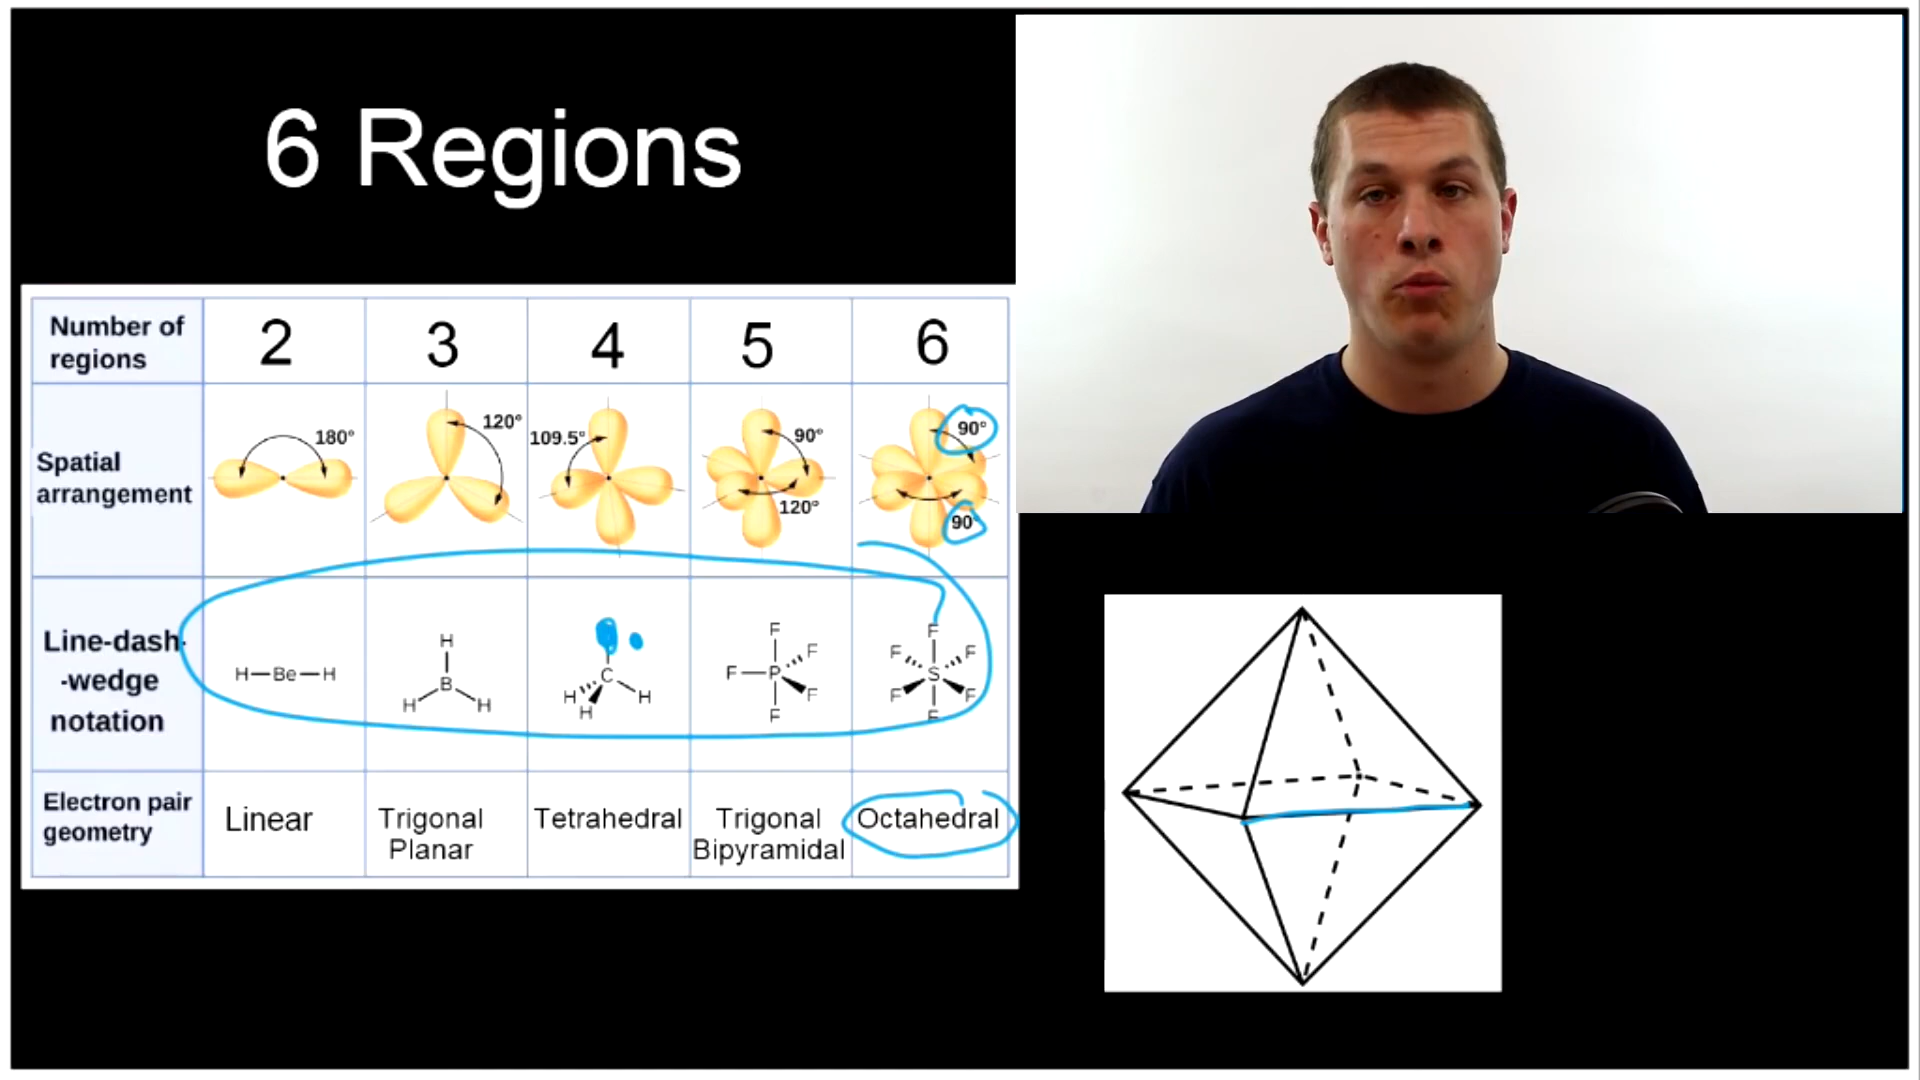 6 Regions
Number of
regions
2
3
4
5
6
Spatial
arrangement
180°
120°
109.5°
90°
120°
90°
90°
Line-dash-
-wedge
notation
H—Be—H
H
B
H H
C
H H
H
F
F
F—P
F
F
F
F F
S
F F
F
Electron pair
geometry
Linear
Trigonal
Planar
Tetrahedral
Trigonal
Bipyramidal
Octahedral